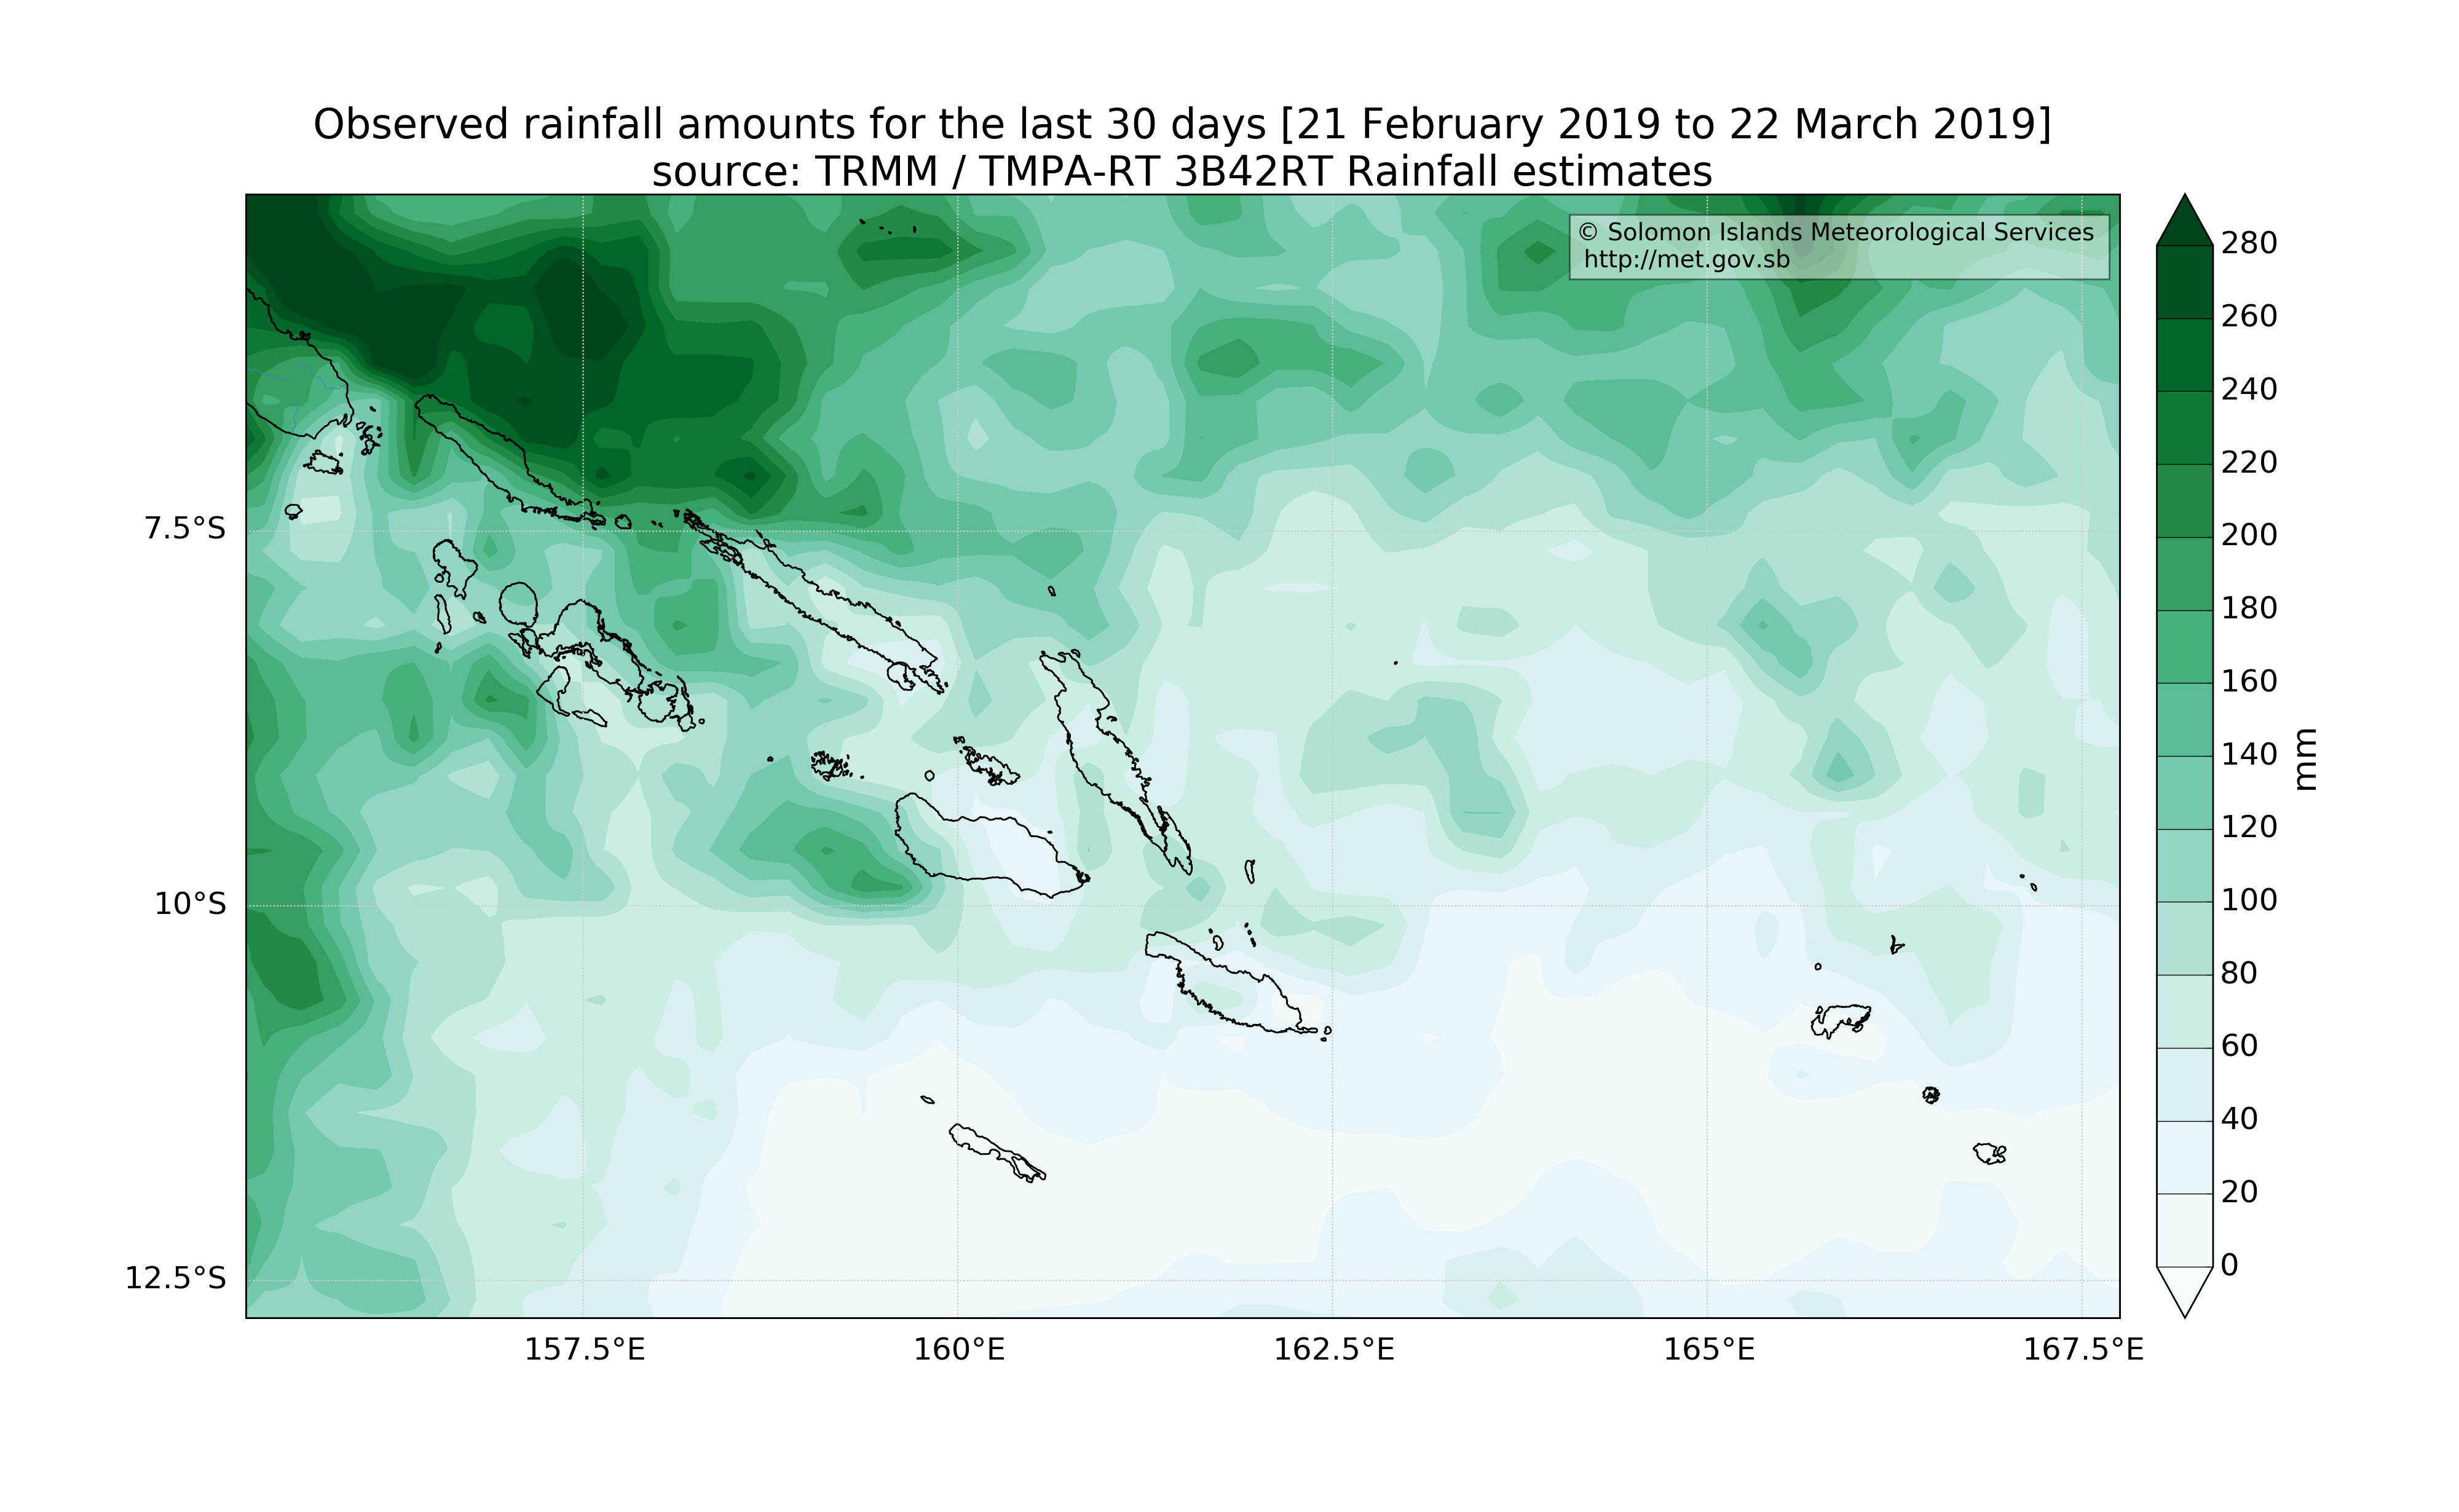 Observed rainfall amounts for the last 30 days [21 February 2019 to 22 March 2019]
source: TRMM / TMPA-RT 3B42RT Rainfall estimates
© Solomon Islands Meteorological Services
http://met.gov.sb
7.5°S
10°S
12.5°S
157.5°E
160°E
162.5°E
165°E
167.5°E
280
260
240
220
200
180
160
140
120
100
80
60
40
20
0
mm